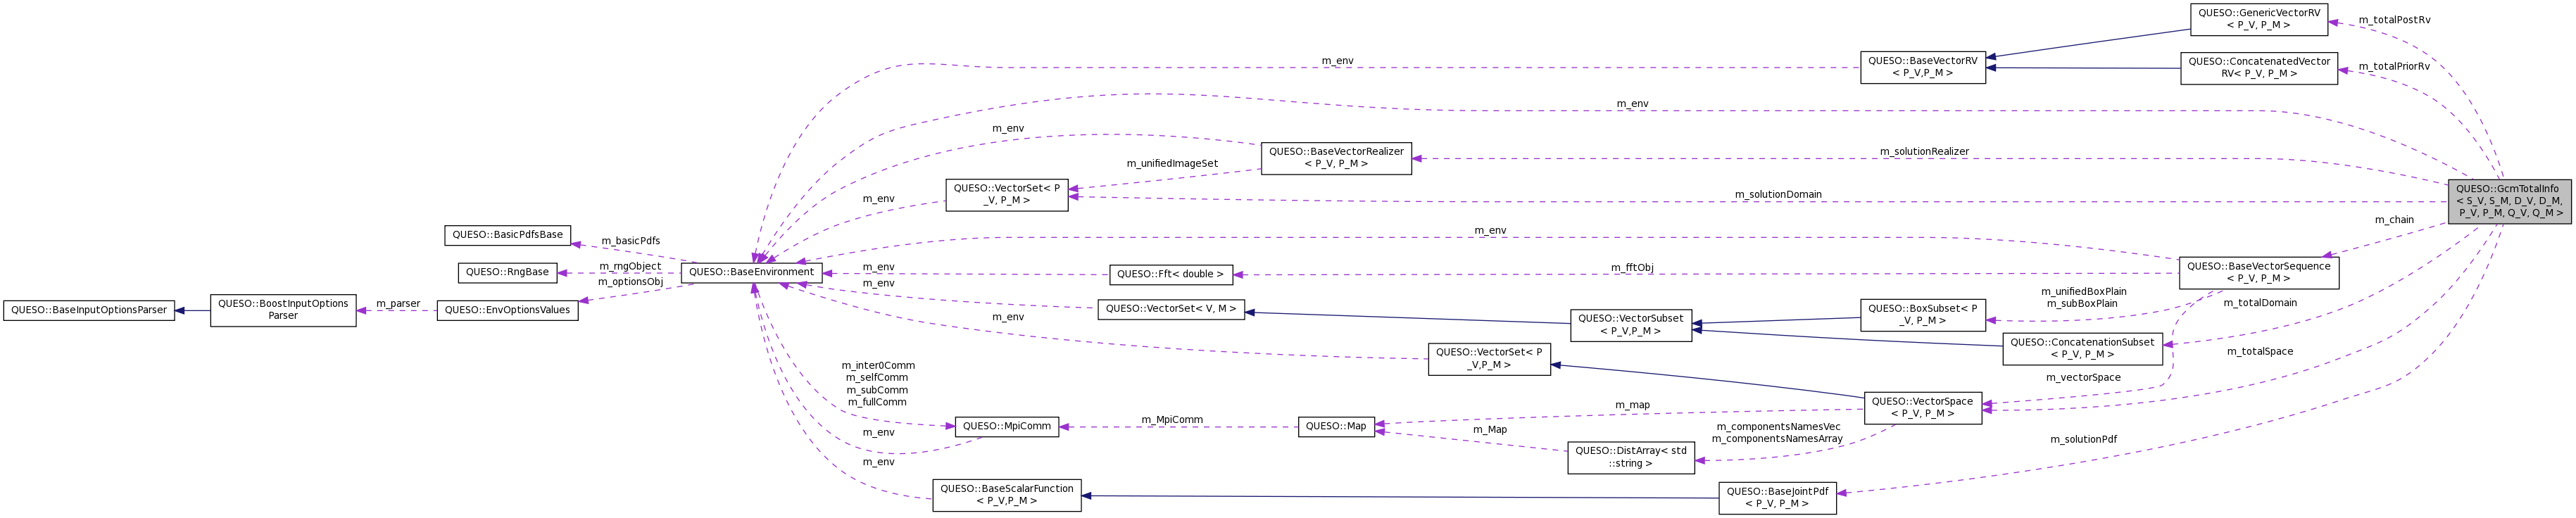 QUESO::GenericVectorRV
< P_V, P_M >
m_totalPostRv
QUESO::BaseVectorRV
< P_V,P_M >
m_env
QUESO::ConcatenatedVector
RV< P_V, P_M >
m_totalPriorRv
m_env
m_env
QUESO::BaseVectorRealizer
< P_V, P_M >
m_solutionRealizer
m_unifiedImageSet
QUESO::VectorSet< P
_V, P_M >
m_env
m_solutionDomain
QUESO::GcmTotalInfo
< S_V, S_M, D_V, D_M,
P_V, P_M, Q_V, Q_M >
m_chain
m_env
QUESO::BasicPdfsBase
m_basicPdfs
QUESO::RngBase
m_rngObject
QUESO::BaseEnvironment
m_env
QUESO::Fft< double >
m_fftObj
QUESO::BaseVectorSequence
< P_V, P_M >
m_optionsObj
m_env
QUESO::BaseInputOptionsParser
QUESO::BoostInputOptions
Parser
m_parser
QUESO::EnvOptionsValues
QUESO::VectorSet< V, M >
m_env
QUESO::VectorSubset
< P_V,P_M >
QUESO::BoxSubset< P
_V, P_M >
m_unifiedBoxPlain
m_subBoxPlain
m_totalDomain
QUESO::ConcatenationSubset
< P_V, P_M >
QUESO::VectorSet< P
_V,P_M >
m_totalSpace
m_vectorSpace
m_inter0Comm
m_selfComm
m_subComm
m_fullComm
QUESO::VectorSpace
< P_V, P_M >
m_map
m_MpiComm
QUESO::MpiComm
QUESO::Map
m_Map
m_componentsNamesVec
m_componentsNamesArray
m_env
m_solutionPdf
QUESO::DistArray< std
::string >
m_env
QUESO::BaseScalarFunction
< P_V,P_M >
QUESO::BaseJointPdf
< P_V, P_M >